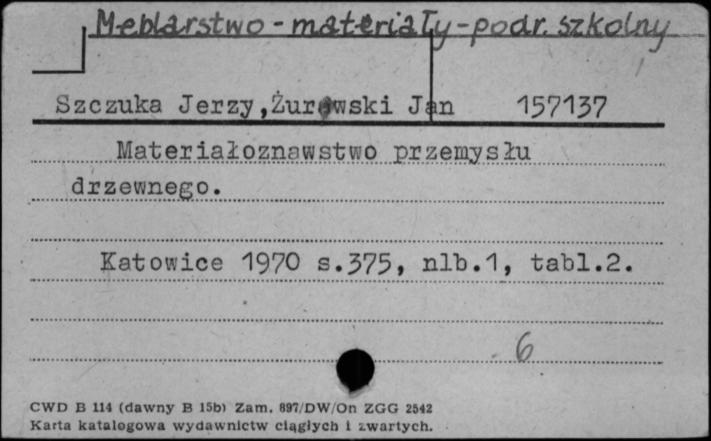 Meblarstwo - materiały - podr. szkolny
Szczuka Jerzy, Żurowski Jan 157137
Materiałoznawstwo przemysłu
drzewnego.
Katowice 1970 s.375, nlb.1, tabl.2.
6
CWD B 114 (dawny B 15b) Zam. 897/DW/On ZGG 2542
Karta katalogowa wydawnictw ciągłych i zwartych.